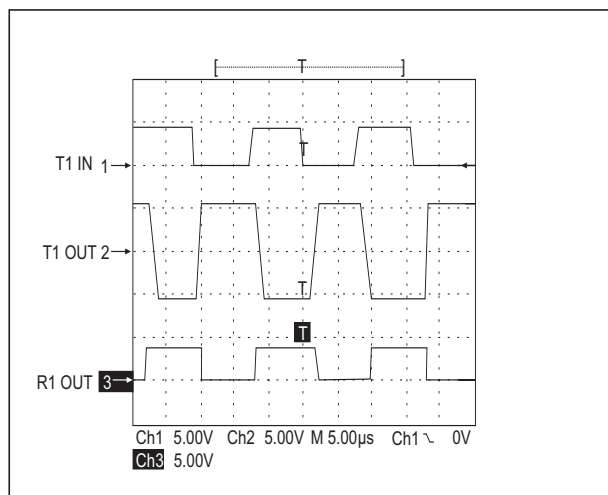 [ T ]
T
T1 IN 1
T1 OUT 2
T
T
R1 OUT 3
Ch1 5.00V Ch2 5.00V M 5.00µs Ch1 0V
Ch3 5.00V